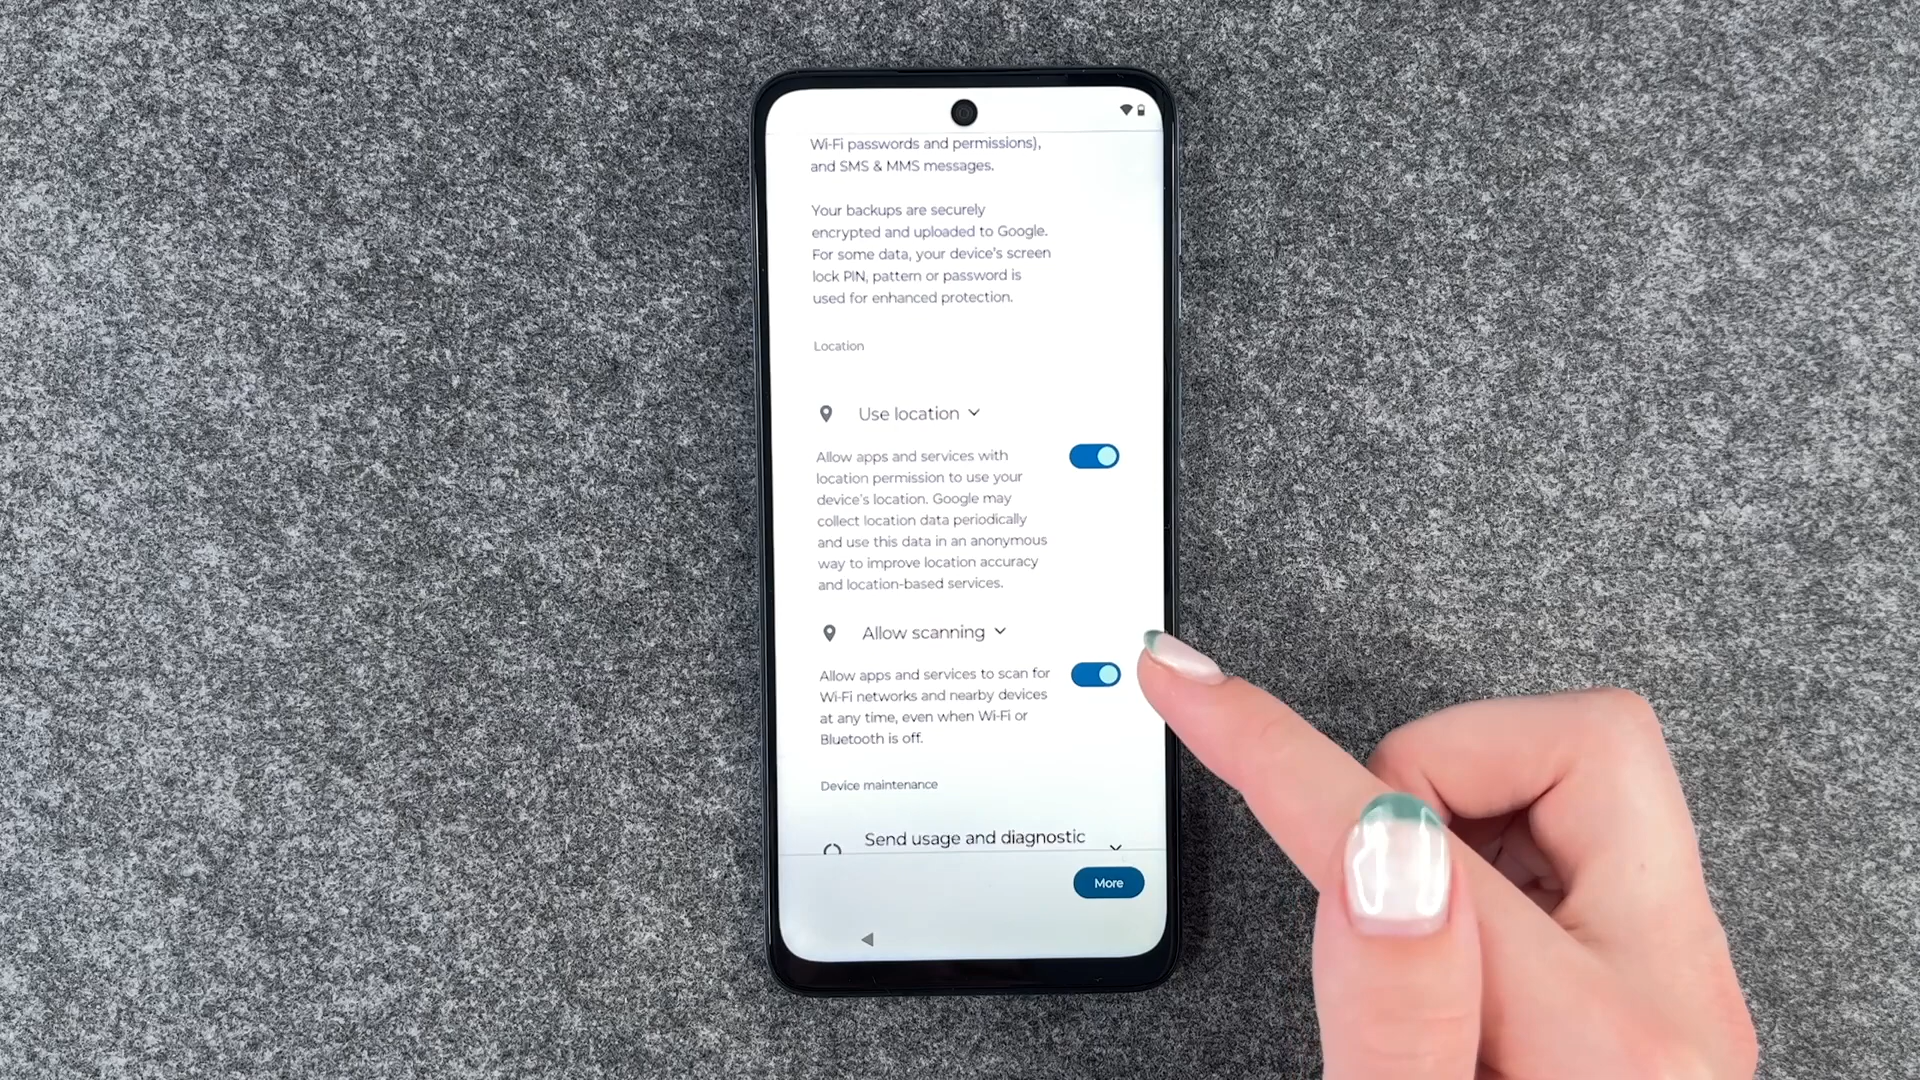 Wi-Fi passwords and permissions),
and SMS & MMS messages.
Your backups are securely
encrypted and uploaded to Google.
For some data, your device's screen
lock PIN, pattern or password is
used for enhanced protection.
Location
Use location
Allow apps and services with
location permission to use your
device's location. Google may
collect location data periodically
and use this data in an anonymous
way to improve location accuracy
and location-based services.
Allow scanning
Allow apps and services to scan for
Wi-Fi networks and nearby devices
at any time, even when Wi-Fi or
Bluetooth is off.
Device maintenance
Send usage and diagnostic
More